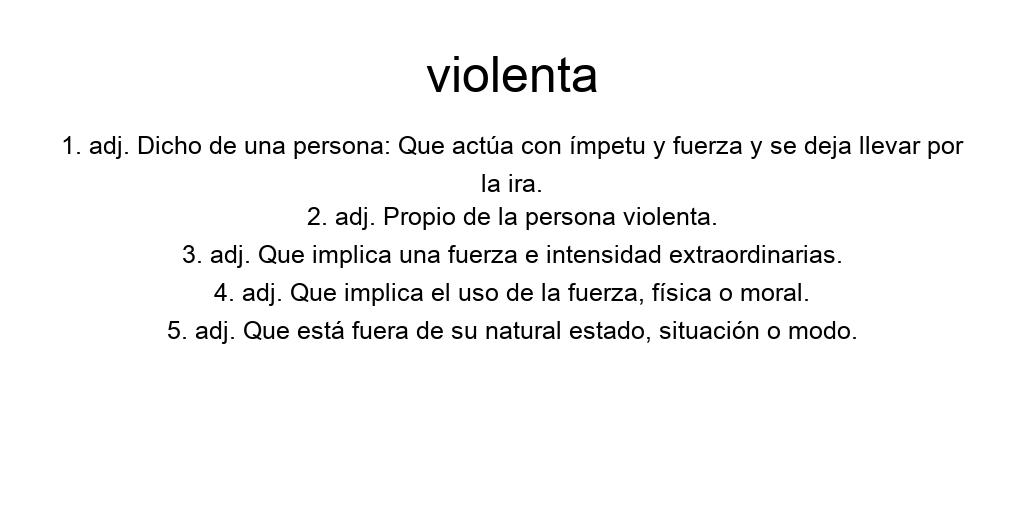 violenta
1. adj. Dicho de una persona: Que actúa con ímpetu y fuerza y se deja llevar por
la ira.
2. adj. Propio de la persona violenta.
3. adj. Que implica una fuerza e intensidad extraordinarias.
4. adj. Que implica el uso de la fuerza, física o moral.
5. adj. Que está fuera de su natural estado, situación o modo.